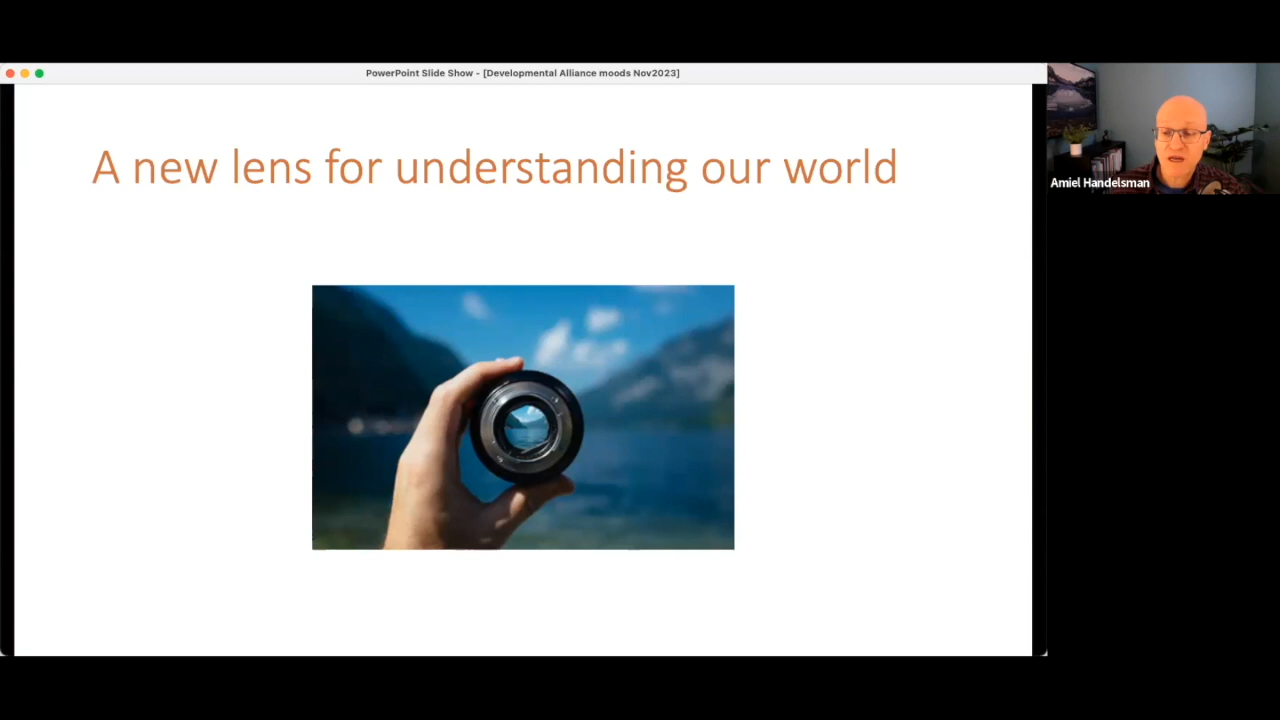 PowerPoint Slide Show - [Developmental Alliance moods Nov2023]
A new lens for understanding our world
Amiel Handelsman